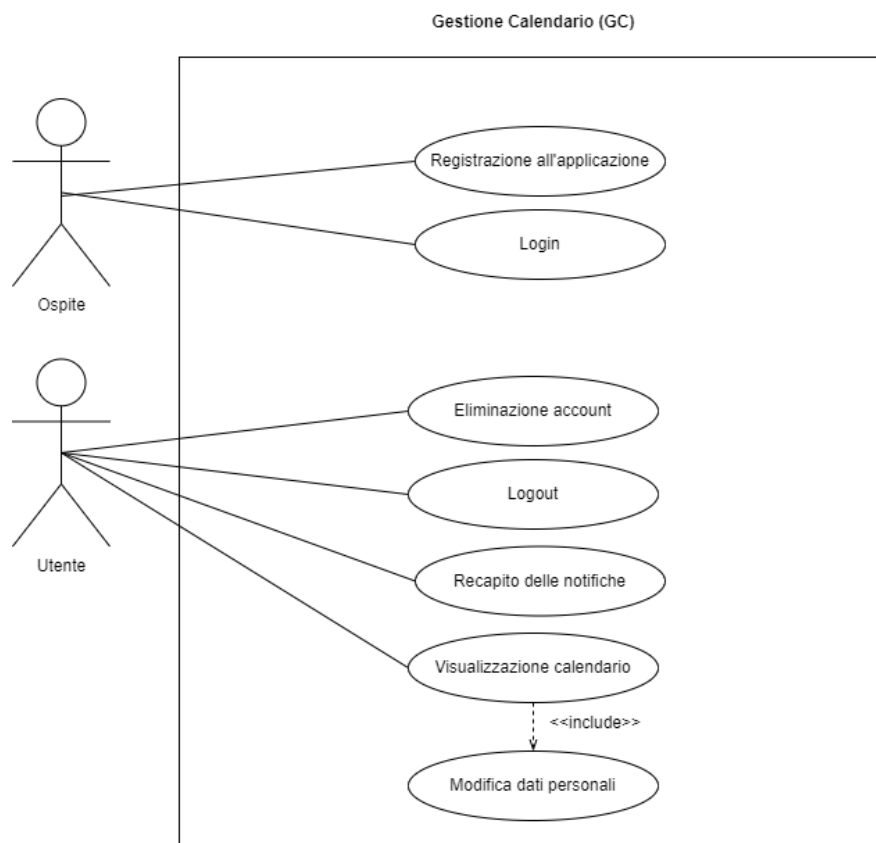 Gestione Calendario (GC)
Registrazione all'applicazione
Login
Ospite
Eliminazione account
Logout
Utente
Recapito delle notifiche
Visualizzazione calendario
<<include>>
Modifica dati personali